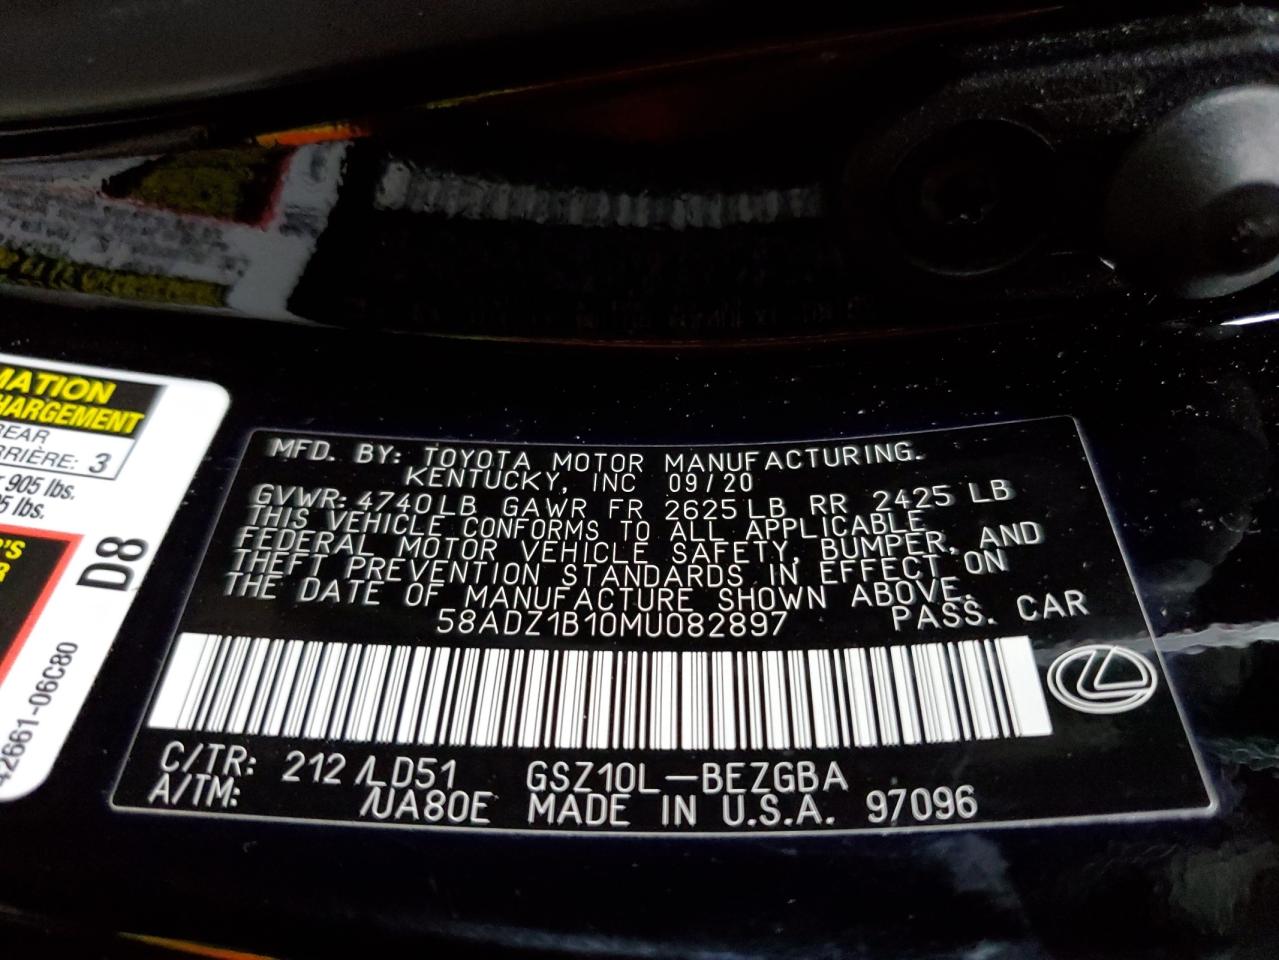 MATION
HARGEMENT
REAR
RRIÈRE: 3
905 lbs.
5 lbs.
R'S
R
D8
42661-06C80
MFD. BY: TOYOTA MOTOR MANUFACTURING.
KENTUCKY, INC 09/20
GVWR: 4740LB GAWR FR 2625LB RR 2425 LB
THIS VEHICLE CONFORMS TO ALL APPLICABLE
FEDERAL MOTOR VEHICLE SAFETY, BUMPER, AND
THEFT PREVENTION STANDARDS IN EFFECT ON
THE DATE OF MANUFACTURE SHOWN ABOVE.
58ADZ1B10MU082897 PASS. CAR
C/TR: 212 /LD51 GSZ10L-BEZGBA
A/TM: /UA80E MADE IN U.S.A. 97096